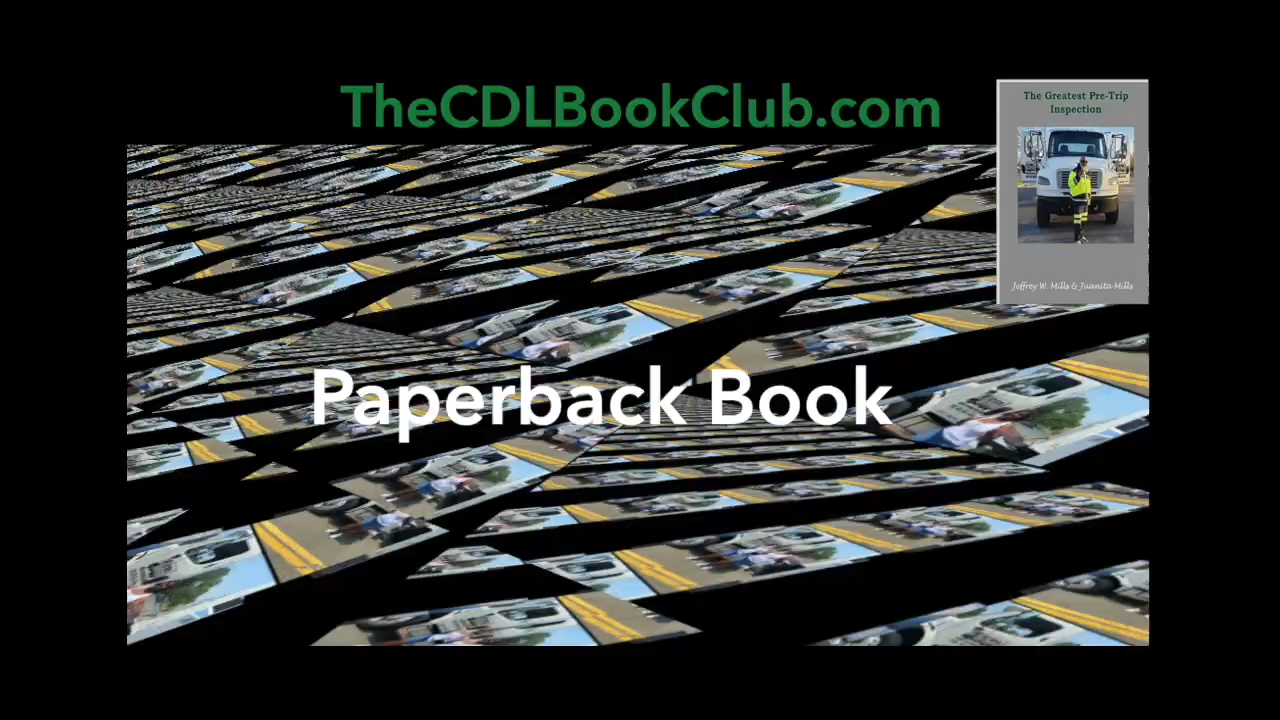 TheCDLBookClub.com
The Greatest Pre-Trip
Inspection
Jeffrey W. Mills & Juanita Mills
Paperback Book